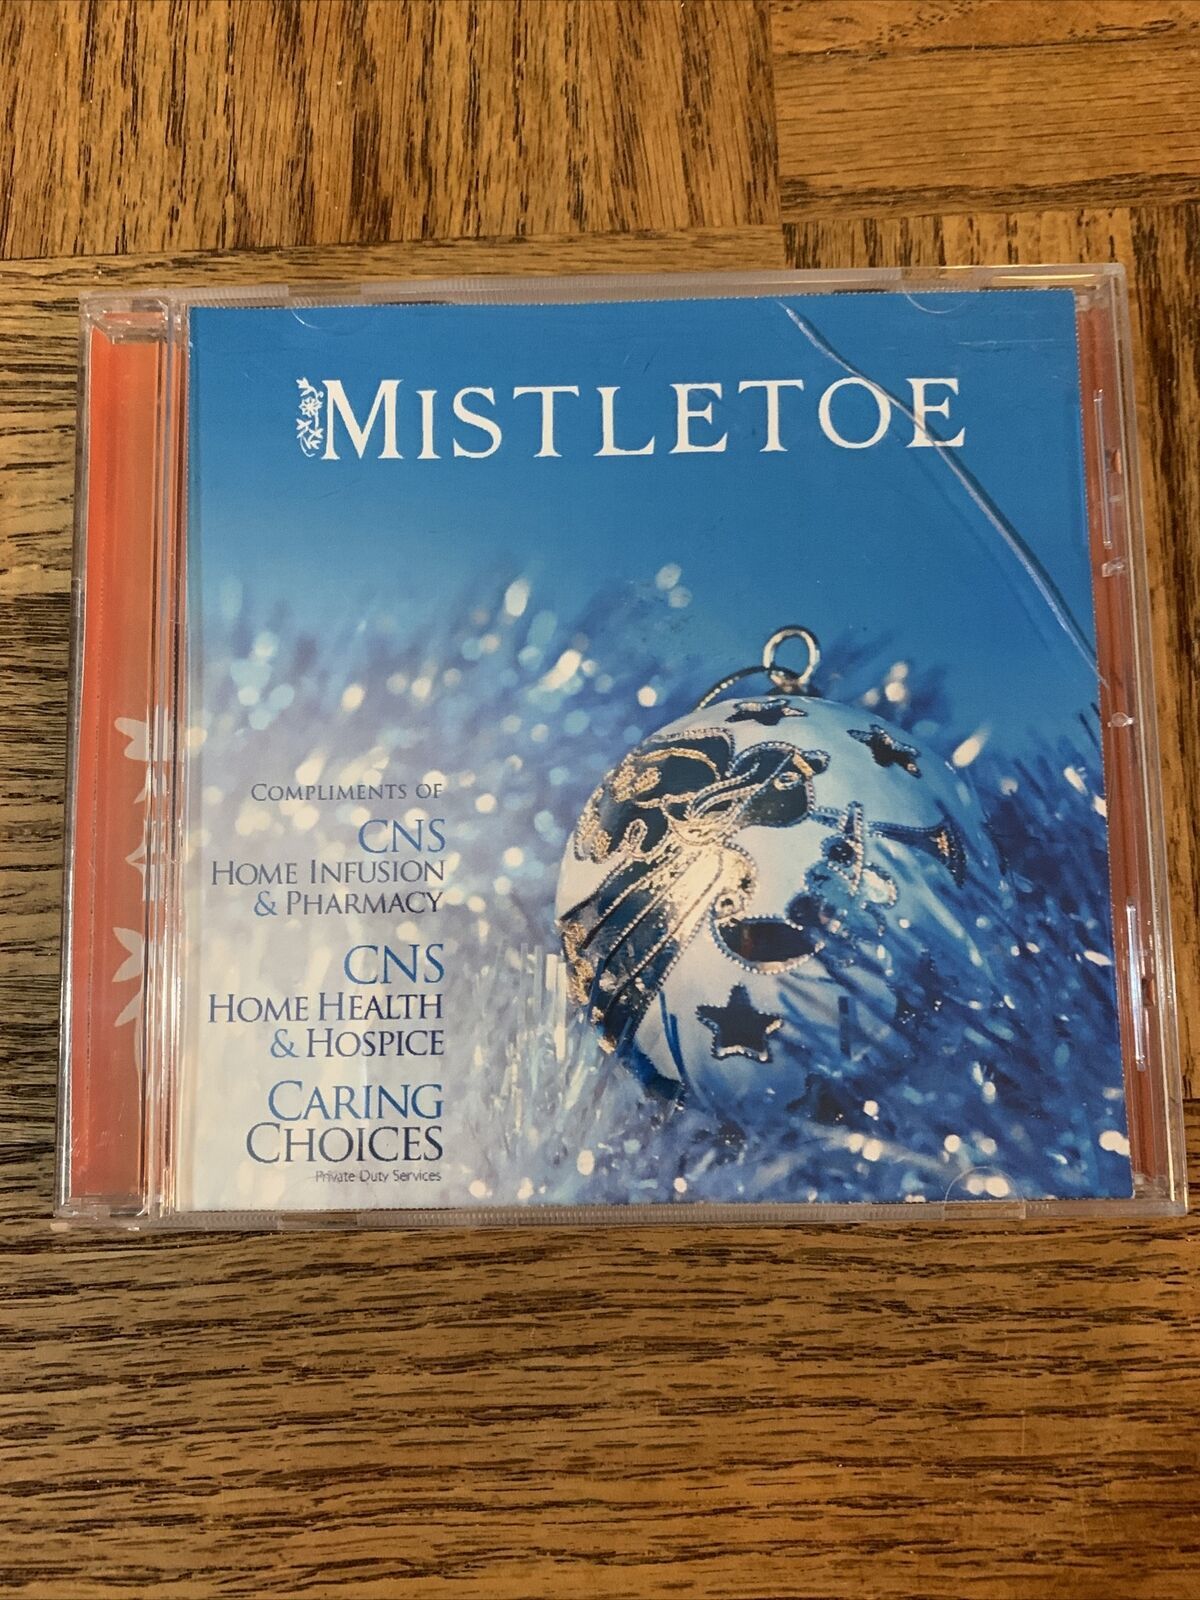 MISTLETOE
COMPLIMENTS OF
CNS
HOME INFUSION
& PHARMACY
CNS
HOME HEALTH
& HOSPICE
CARING
CHOICES
Private Duty Services